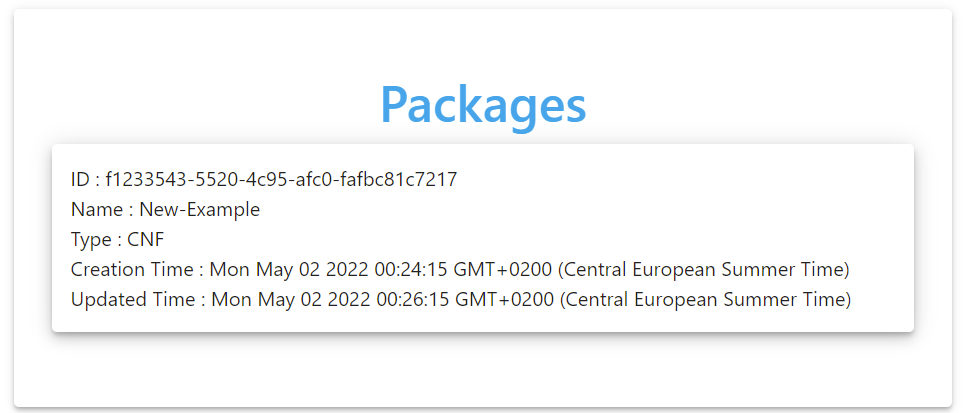 Packages
ID : f1233543-5520-4c95-afc0-fafbc81c7217
Name : New-Example
Type : CNF
Creation Time : Mon May 02 2022 00:24:15 GMT+0200 (Central European Summer Time)
Updated Time : Mon May 02 2022 00:26:15 GMT+0200 (Central European Summer Time)